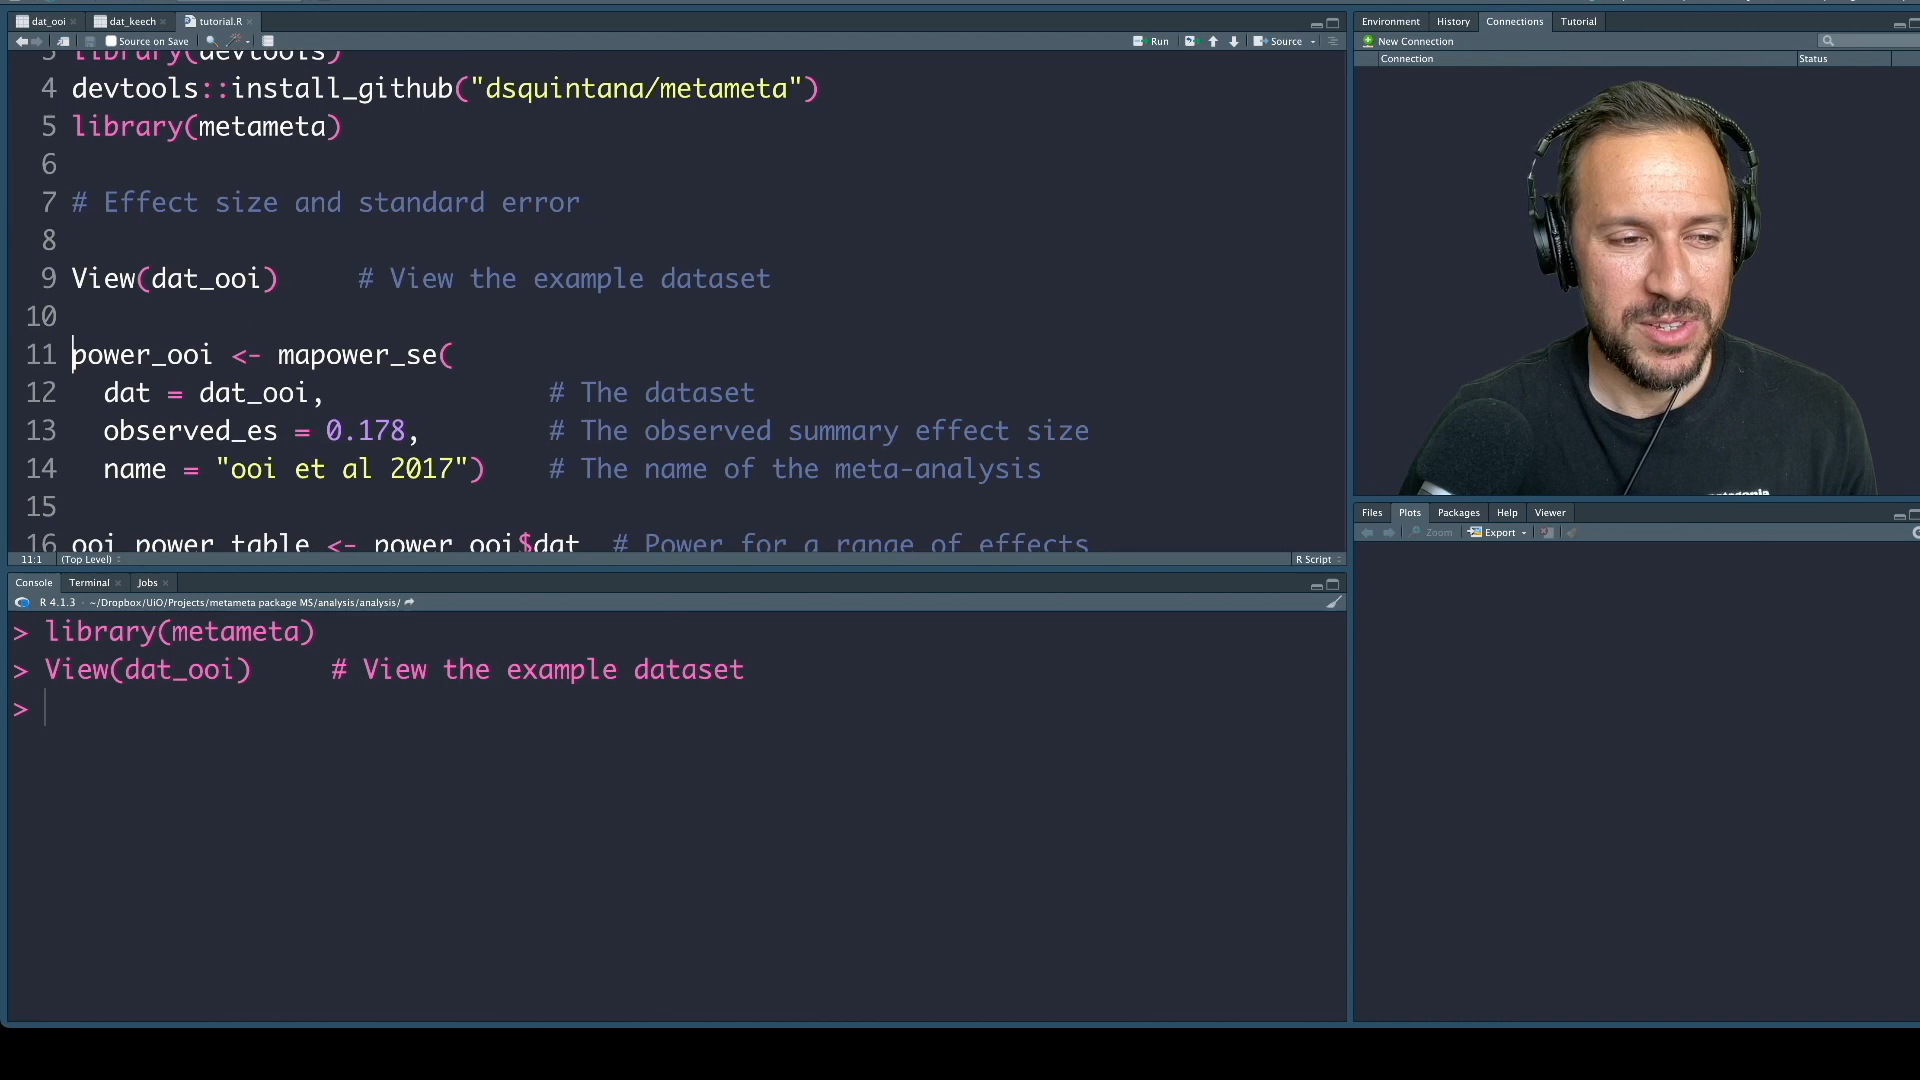 dat_ooi
dat_keech
tutorial.R
Source on Save
Run
Source
3 library(devtools)
4 devtools::install_github("dsquintana/metameta")
5 library(metameta)
6
7 # Effect size and standard error
8
9 View(dat_ooi) # View the example dataset
10
11 power_ooi <- mapower_se(
12 dat = dat_ooi, # The dataset
13 observed_es = 0.178, # The observed summary effect size
14 name = "ooi et al 2017") # The name of the meta-analysis
15
16 ooi_power_table <- power_ooi$dat # Power for a range of effects
11:1 (Top Level) R Script
Console Terminal Jobs
R 4.1.3 · ~/Dropbox/UiO/Projects/metameta package MS/analysis/analysis/
> library(metameta)
> View(dat_ooi) # View the example dataset
>
Environment History Connections Tutorial
New Connection
Connection Status
Files Plots Packages Help Viewer
Zoom Export